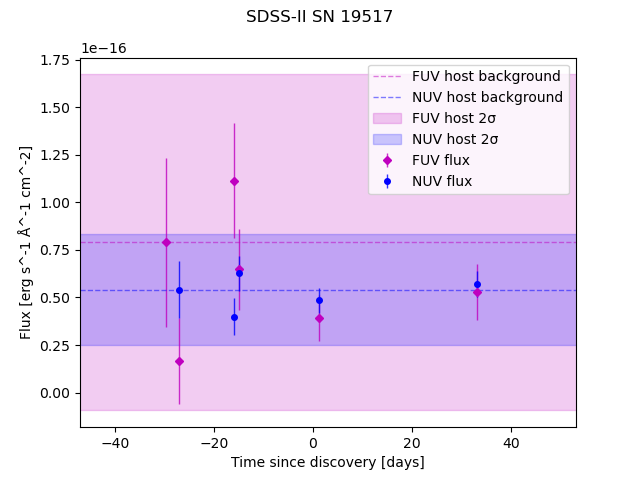 SDSS-II SN 19517
1e−16
1.75
1.50
1.25
1.00
0.75
0.50
0.25
0.00
Flux [erg s^-1 Å^-1 cm^-2]
FUV host background
NUV host background
FUV host 2σ
NUV host 2σ
FUV flux
NUV flux
−40
−20
0
20
40
Time since discovery [days]